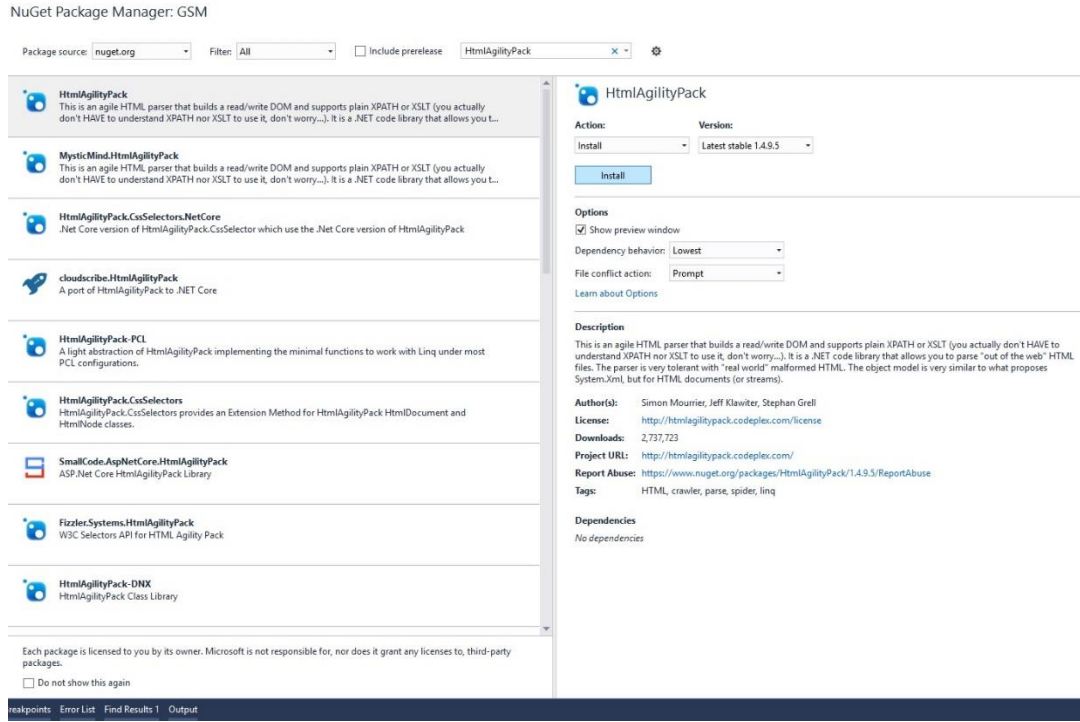 NuGet Package Manager: GSM
Package source: nuget.org Filter: All Include prerelease HtmlAgilityPack
HtmlAgilityPack
This is an agile HTML parser that builds a read/write DOM and supports plain XPATH or XSLT (you actually
don't HAVE to understand XPATH nor XSLT to use it, don't worry...). It is a .NET code library that allows you t...
MysticMind.HtmlAgilityPack
This is an agile HTML parser that builds a read/write DOM and supports plain XPATH or XSLT (you actually
don't HAVE to understand XPATH nor XSLT to use it, don't worry...). It is a .NET code library that allows you t...
HtmlAgilityPack.CssSelectors.NetCore
.Net Core version of HtmlAgilityPack.CssSelector which use the .Net Core version of HtmlAgilityPack
cloudscribe.HtmlAgilityPack
A port of HtmlAgilityPack to .NET Core
HtmlAgilityPack-PCL
A light abstraction of HtmlAgilityPack implementing the minimal functions to work with Linq under most
PCL configurations.
HtmlAgilityPack.CssSelectors
HtmlAgilityPack.CssSelectors provides an Extension Method for HtmlAgilityPack HtmlDocument and
HtmlNode classes.
SmallCode.AspNetCore.HtmlAgilityPack
ASP.Net Core HtmlAgilityPack Library
Fizzler.Systems.HtmlAgilityPack
W3C Selectors API for HTML Agility Pack
HtmlAgilityPack-DNX
HtmlAgilityPack Class Library
Each package is licensed to you by its owner. Microsoft is not responsible for, nor does it grant any licenses to, third-party
packages.
Do not show this again
HtmlAgilityPack
Action: Version:
Install Latest stable 1.4.9.5
Install
Options
Show preview window
Dependency behavior: Lowest
File conflict action: Prompt
Learn about Options
Description
This is an agile HTML parser that builds a read/write DOM and supports plain XPATH or XSLT (you actually don't HAVE to
understand XPATH nor XSLT to use it, don't worry...). It is a .NET code library that allows you to parse "out of the web" HTML
files. The parser is very tolerant with "real world" malformed HTML. The object model is very similar to what proposes
System.Xml, but for HTML documents (or streams).
Author(s): Simon Mourrier, Jeff Klawiter, Stephan Grell
License: http://htmlagilitypack.codeplex.com/license
Downloads: 2,737,723
Project URL: http://htmlagilitypack.codeplex.com/
Report Abuse: https://www.nuget.org/packages/HtmlAgilityPack/1.4.9.5/ReportAbuse
Tags: HTML, crawler, parse, spider, linq
Dependencies
No dependencies
reakpoints Error List Find Results 1 Output